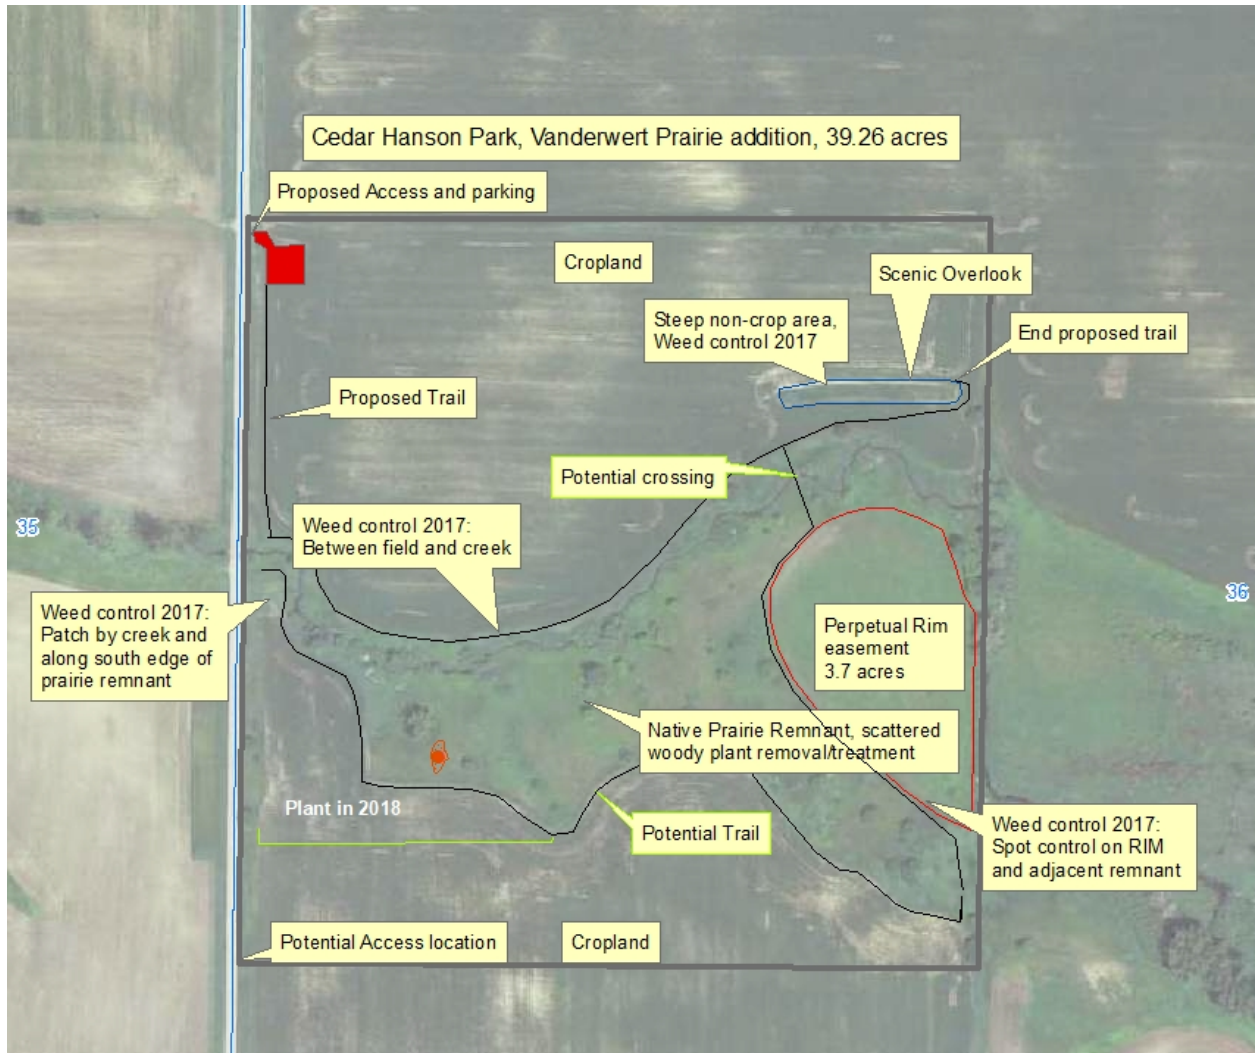 Cedar Hanson Park, Vanderwert Prairie addition, 39.26 acres
Proposed Access and parking
Cropland
Scenic Overlook
Steep non-crop area,
Weed control 2017
End proposed trail
Proposed Trail
Potential crossing
35
Weed control 2017:
Between field and creek
36
Weed control 2017:
Patch by creek and
along south edge of
prairie remnant
Perpetual Rim
easement
3.7 acres
Native Prairie Remnant, scattered
woody plant removal/treatment
Plant in 2018
Potential Trail
Weed control 2017:
Spot control on RIM
and adjacent remnant
Potential Access location
Cropland